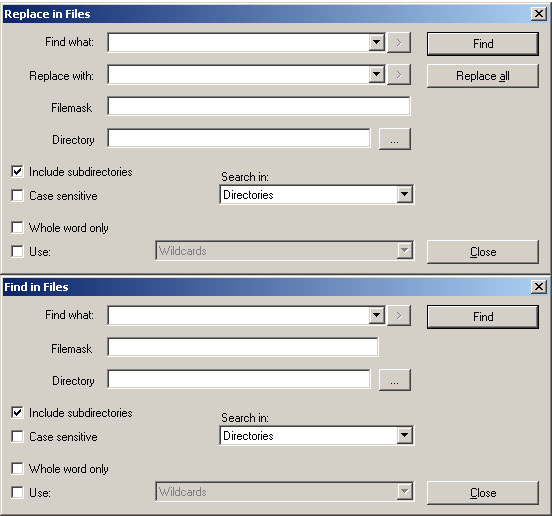 Replace in Files
Find what: > Find
Replace with: > Replace all
Filemask
Directory ...
Include subdirectories
Search in:
Case sensitive Directories
Whole word only
Use: Wildcards Close
Find in Files
Find what: > Find
Filemask
Directory ...
Include subdirectories
Search in:
Case sensitive Directories
Whole word only
Use: Wildcards Close